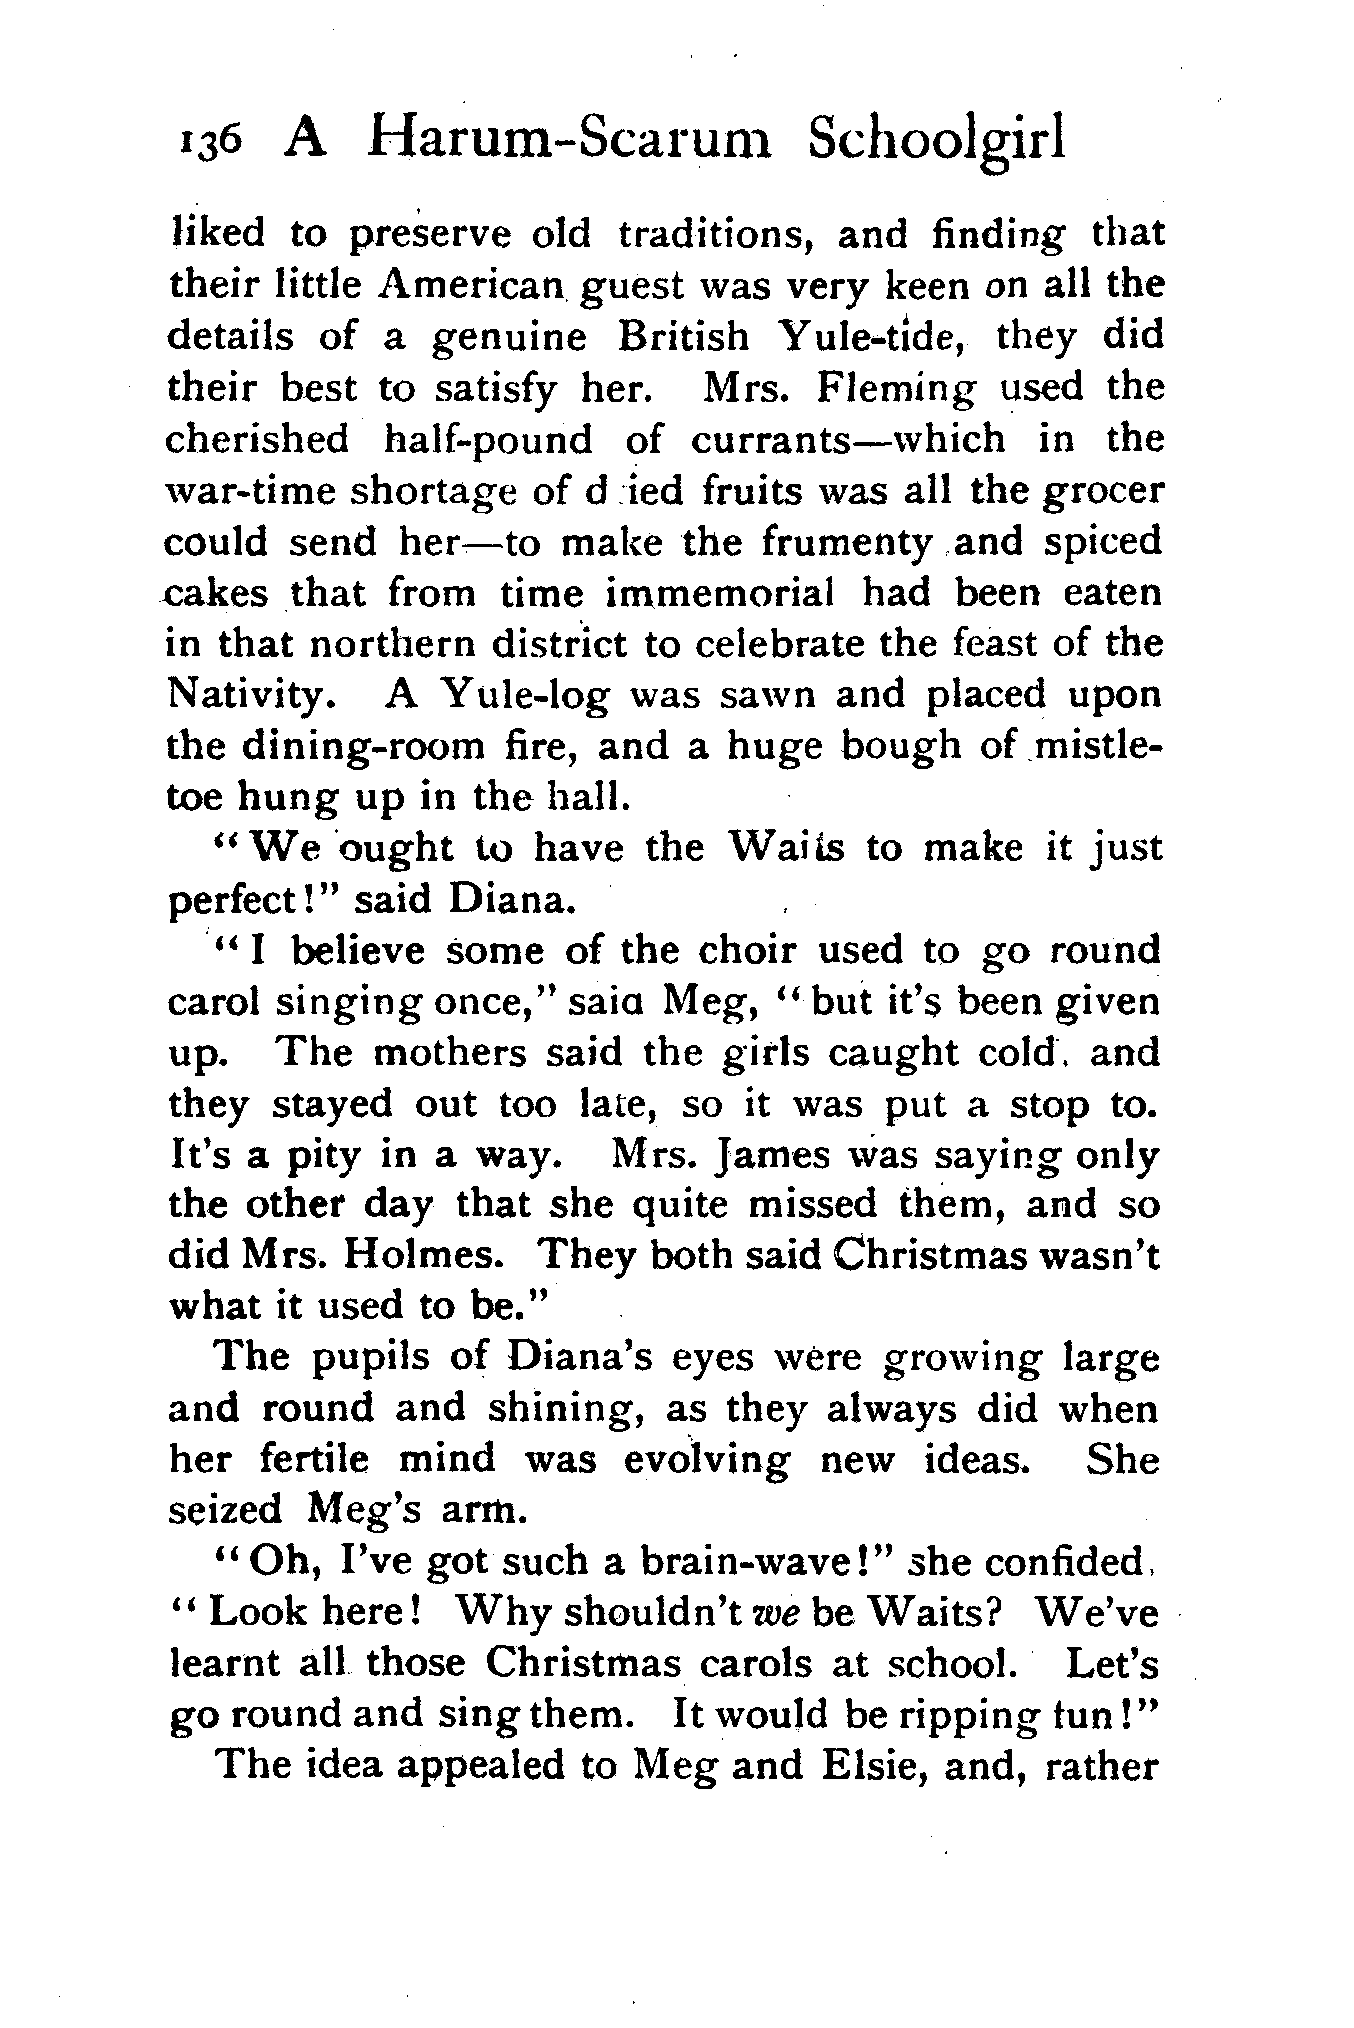 136 A Harum-Scarum Schoolgirl
liked to preserve old traditions, and finding that
their little American guest was very keen on all the
details of a genuine British Yule-tide, they did
their best to satisfy her. Mrs. Fleming used the
cherished half-pound of currants—which in the
war-time shortage of dried fruits was all the grocer
could send her—to make the frumenty and spiced
cakes that from time immemorial had been eaten
in that northern district to celebrate the feast of the
Nativity. A Yule-log was sawn and placed upon
the dining-room fire, and a huge bough of mistle-
toe hung up in the hall.
"We ought to have the Waits to make it just
perfect!" said Diana.
"I believe some of the choir used to go round
carol singing once," said Meg, "but it's been given
up. The mothers said the girls caught cold, and
they stayed out too late, so it was put a stop to.
It's a pity in a way. Mrs. James was saying only
the other day that she quite missed them, and so
did Mrs. Holmes. They both said Christmas wasn't
what it used to be."
The pupils of Diana's eyes were growing large
and round and shining, as they always did when
her fertile mind was evolving new ideas. She
seized Meg's arm.
"Oh, I've got such a brain-wave!" she confided.
"Look here! Why shouldn't we be Waits? We've
learnt all those Christmas carols at school. Let's
go round and sing them. It would be ripping fun!"
The idea appealed to Meg and Elsie, and, rather